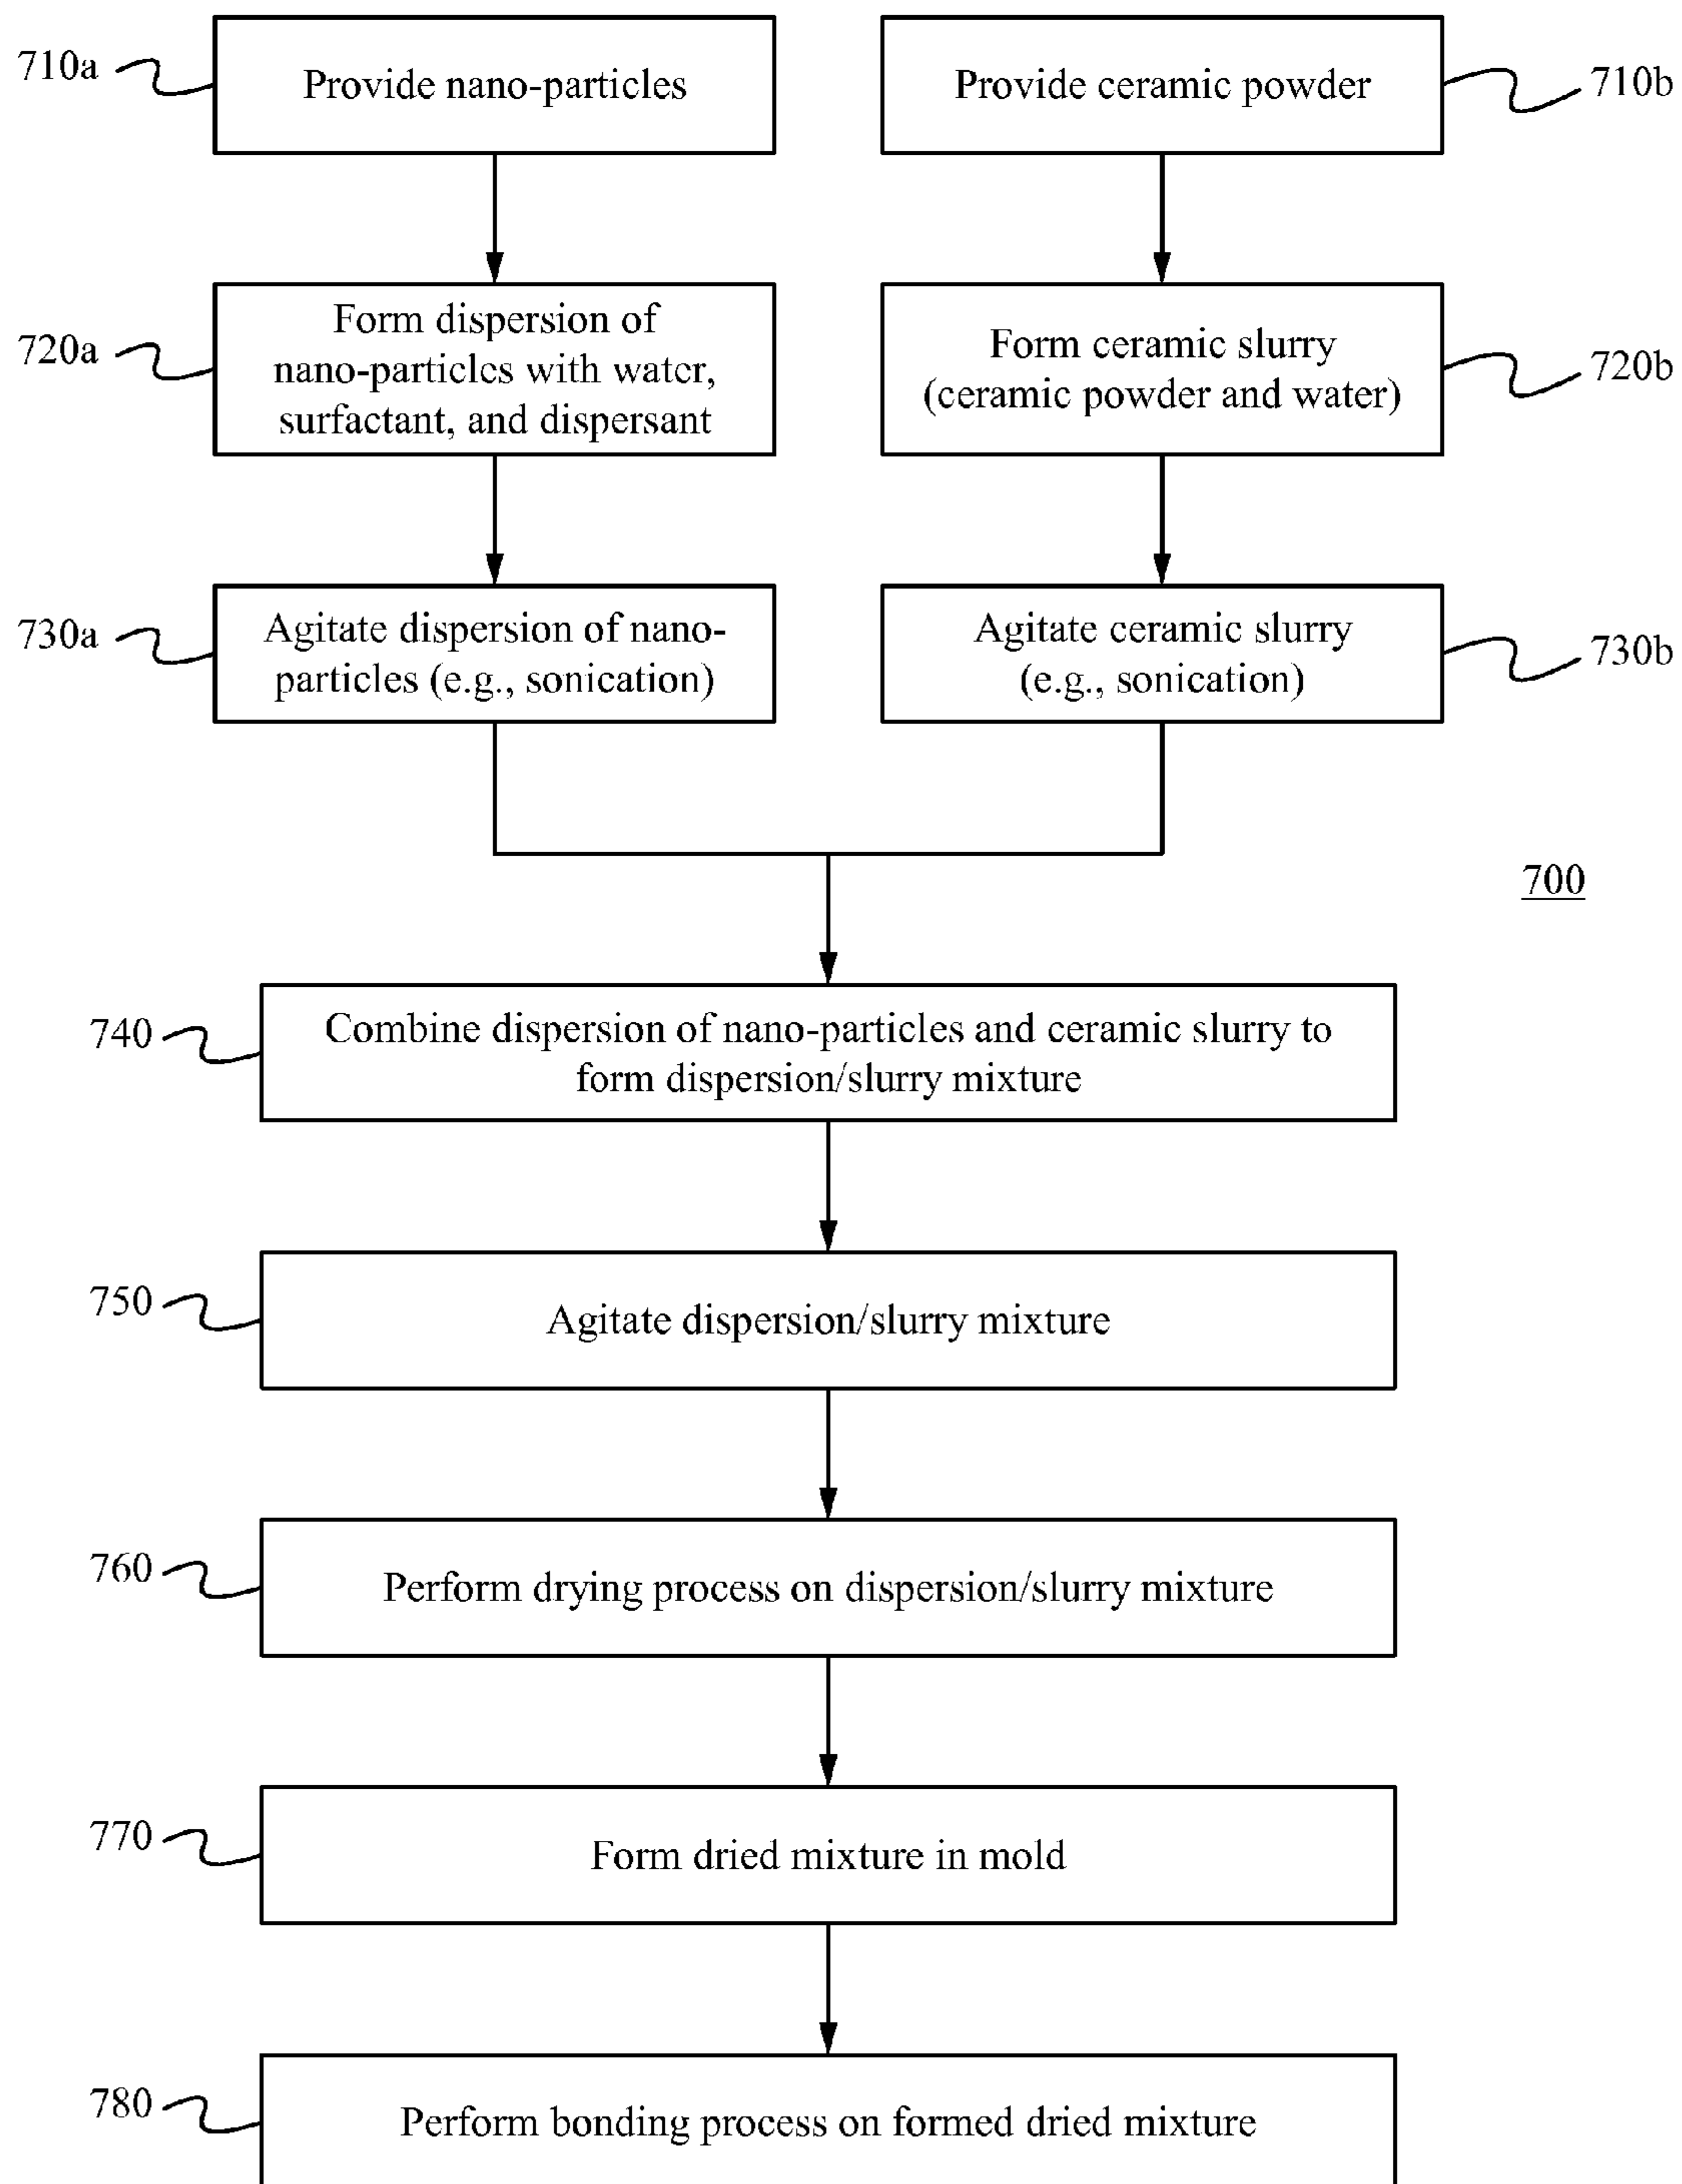 710a
Provide nano-particles
Provide ceramic powder
710b
720a
Form dispersion of
nano-particles with water,
surfactant, and dispersant
Form ceramic slurry
(ceramic powder and water)
720b
730a
Agitate dispersion of nano-
particles (e.g., sonication)
Agitate ceramic slurry
(e.g., sonication)
730b
700
740
Combine dispersion of nano-particles and ceramic slurry to
form dispersion/slurry mixture
750
Agitate dispersion/slurry mixture
760
Perform drying process on dispersion/slurry mixture
770
Form dried mixture in mold
780
Perform bonding process on formed dried mixture